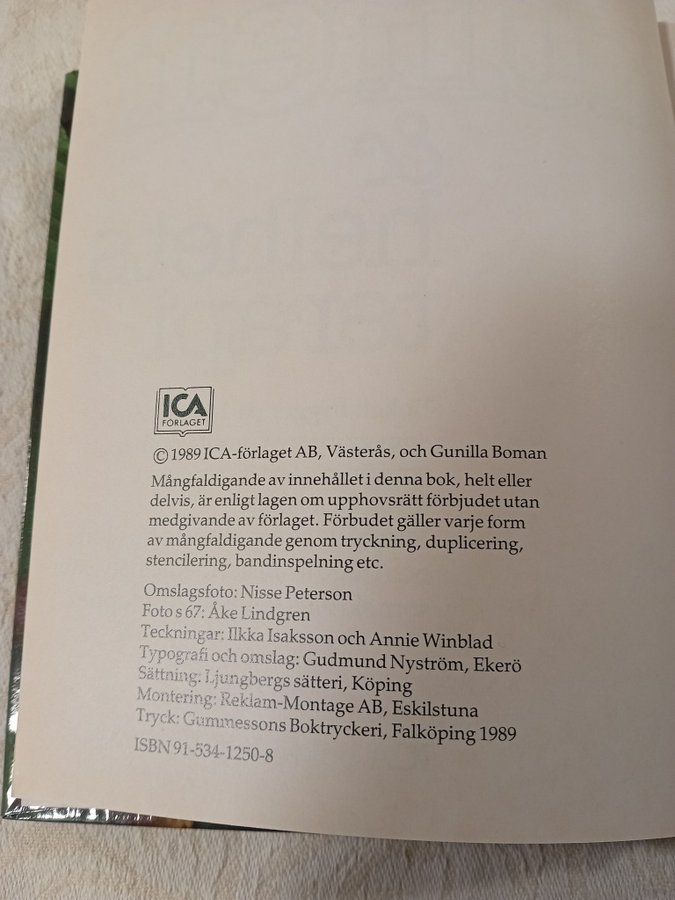 ICA
FÖRLAGET
© 1989 ICA-förlaget AB, Västerås, och Gunilla Boman
Mångfaldigande av innehållet i denna bok, helt eller
delvis, är enligt lagen om upphovsrätt förbjudet utan
medgivande av förlaget. Förbudet gäller varje form
av mångfaldigande genom tryckning, duplicering,
stencilering, bandinspelning etc.
Omslagsfoto: Nisse Peterson
Foto s 67: Åke Lindgren
Teckningar: Ilkka Isaksson och Annie Winblad
Typografi och omslag: Gudmund Nyström, Ekerö
Sättning: Ljungbergs sätteri, Köping
Montering: Reklam-Montage AB, Eskilstuna
Tryck: Gummessons Boktryckeri, Falköping 1989
ISBN 91-534-1250-8